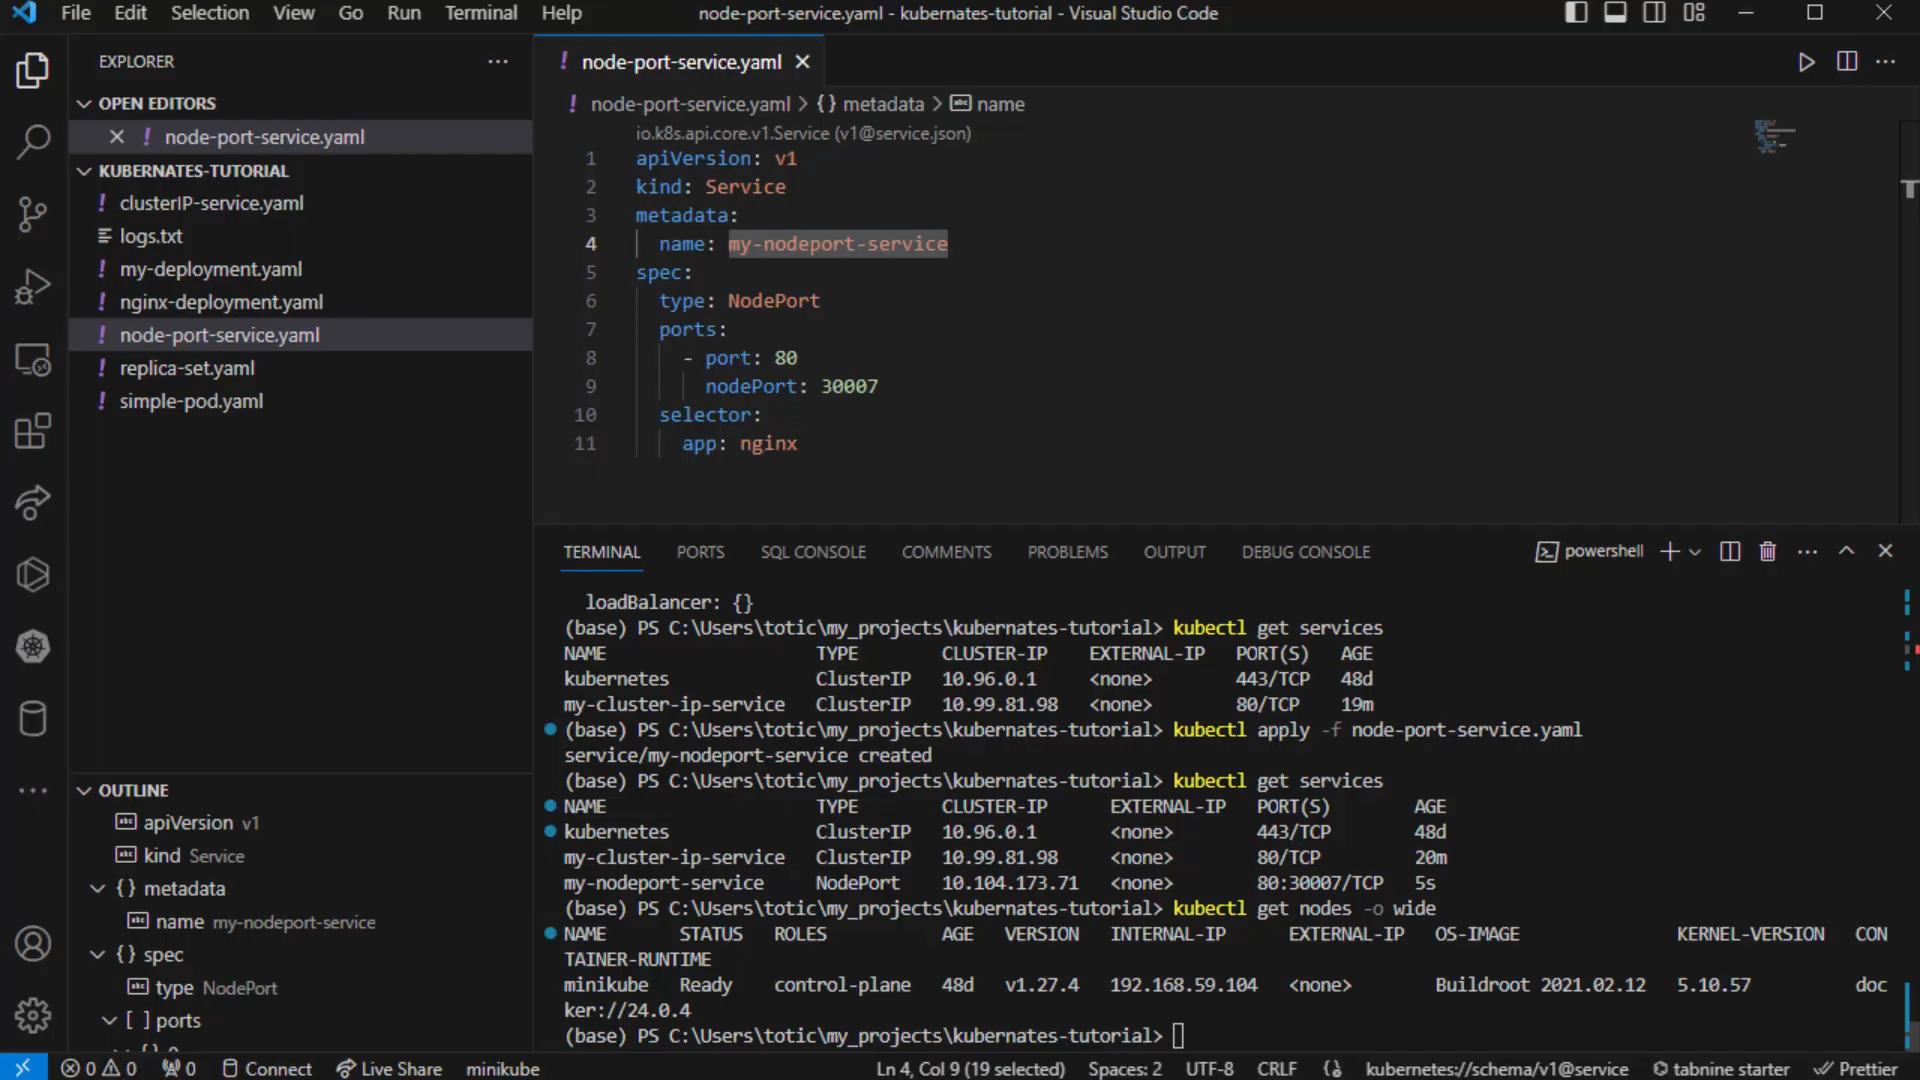 File Edit Selection View Go Run Terminal Help node-port-service.yaml - kubernates-tutorial - Visual Studio Code
EXPLORER
OPEN EDITORS
! node-port-service.yaml
KUBERNATES-TUTORIAL
! clusterIP-service.yaml
logs.txt
! my-deployment.yaml
! nginx-deployment.yaml
! node-port-service.yaml
! replica-set.yaml
! simple-pod.yaml
OUTLINE
apiVersion v1
kind Service
{} metadata
name my-nodeport-service
{} spec
type NodePort
[ ] ports
! node-port-service.yaml
! node-port-service.yaml > {} metadata > name
io.k8s.api.core.v1.Service (v1@service.json)
1 apiVersion: v1
2 kind: Service
3 metadata:
4 name: my-nodeport-service
5 spec:
6 type: NodePort
7 ports:
8 - port: 80
9 nodePort: 30007
10 selector:
11 app: nginx
TERMINAL PORTS SQL CONSOLE COMMENTS PROBLEMS OUTPUT DEBUG CONSOLE powershell
loadBalancer: {}
(base) PS C:\Users\totic\my_projects\kubernates-tutorial> kubectl get services
NAME TYPE CLUSTER-IP EXTERNAL-IP PORT(S) AGE
kubernetes ClusterIP 10.96.0.1 <none> 443/TCP 48d
my-cluster-ip-service ClusterIP 10.99.81.98 <none> 80/TCP 19m
(base) PS C:\Users\totic\my_projects\kubernates-tutorial> kubectl apply -f node-port-service.yaml
service/my-nodeport-service created
(base) PS C:\Users\totic\my_projects\kubernates-tutorial> kubectl get services
NAME TYPE CLUSTER-IP EXTERNAL-IP PORT(S) AGE
kubernetes ClusterIP 10.96.0.1 <none> 443/TCP 48d
my-cluster-ip-service ClusterIP 10.99.81.98 <none> 80/TCP 20m
my-nodeport-service NodePort 10.104.173.71 <none> 80:30007/TCP 5s
(base) PS C:\Users\totic\my_projects\kubernates-tutorial> kubectl get nodes -o wide
NAME STATUS ROLES AGE VERSION INTERNAL-IP EXTERNAL-IP OS-IMAGE KERNEL-VERSION CON
TAINER-RUNTIME
minikube Ready control-plane 48d v1.27.4 192.168.59.104 <none> Buildroot 2021.02.12 5.10.57 doc
ker://24.0.4
(base) PS C:\Users\totic\my_projects\kubernates-tutorial>
0 0 0 Connect Live Share minikube Ln 4, Col 9 (19 selected) Spaces: 2 UTF-8 CRLF kubernetes://schema/v1@service tabnine starter Prettier